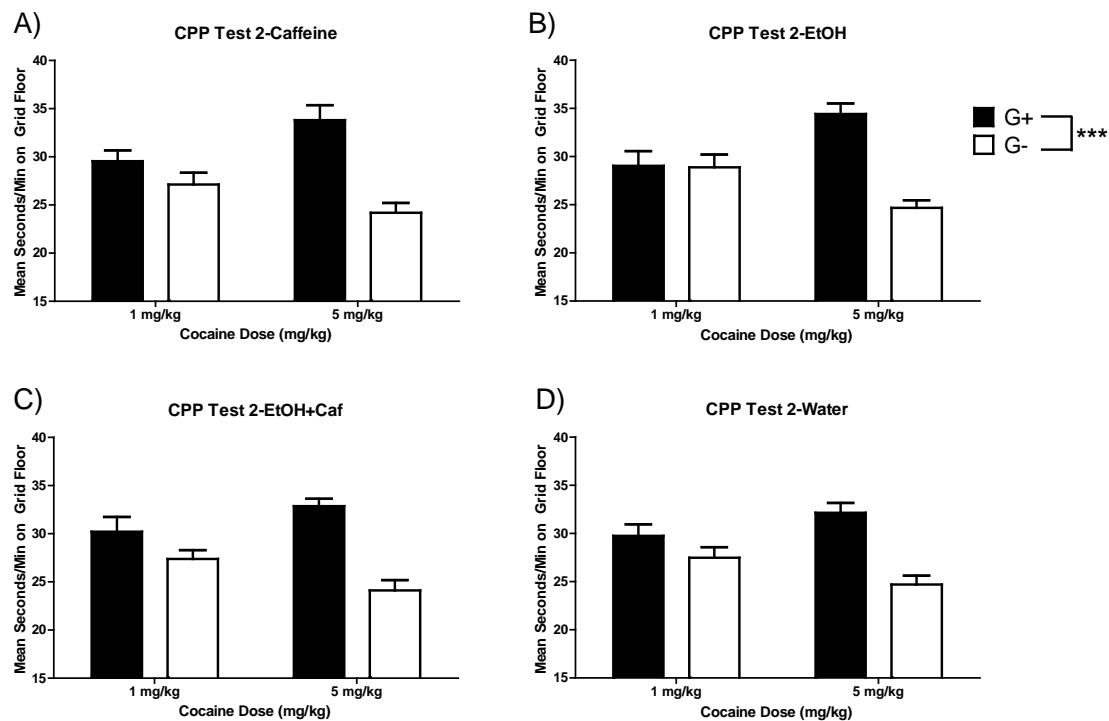 A)
CPP Test 2-Caffeine
Mean Seconds/Min on Grid Floor
40
35
30
25
20
15
1 mg/kg 5 mg/kg
Cocaine Dose (mg/kg)
B)
CPP Test 2-EtOH
Mean Seconds/Min on Grid Floor
40
35
30
25
20
15
1 mg/kg 5 mg/kg
Cocaine Dose (mg/kg)
G+
G-
***
C)
CPP Test 2-EtOH+Caf
Mean Seconds/Min on Grid Floor
40
35
30
25
20
15
1 mg/kg 5 mg/kg
Cocaine Dose (mg/kg)
D)
CPP Test 2-Water
Mean Seconds/Min on Grid Floor
40
35
30
25
20
15
1 mg/kg 5 mg/kg
Cocaine Dose (mg/kg)